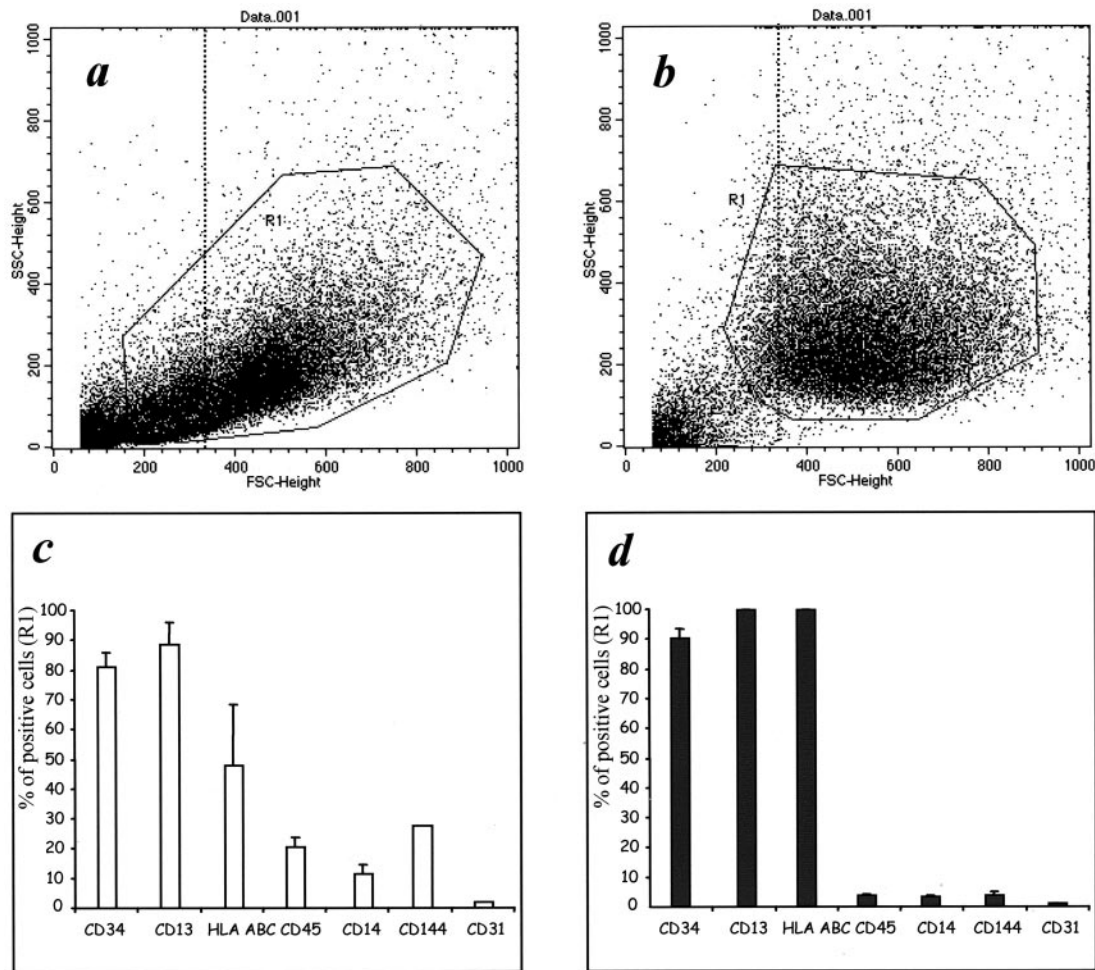 Data.001
a
1000
800
600
400
200
0
SSC-Height
R1
0 200 400 600 800 1000
FSC-Height
Data.001
b
1000
800
600
400
200
0
SSC-Height
R1
0 200 400 600 800 1000
FSC-Height
c
% of positive cells (R1)
100
90
80
70
60
50
40
30
20
10
0
CD34 CD13 HLA ABC CD45 CD14 CD144 CD31
d
% of positive cells (R1)
100
90
80
70
60
50
40
30
20
10
0
CD34 CD13 HLA ABC CD45 CD14 CD144 CD31